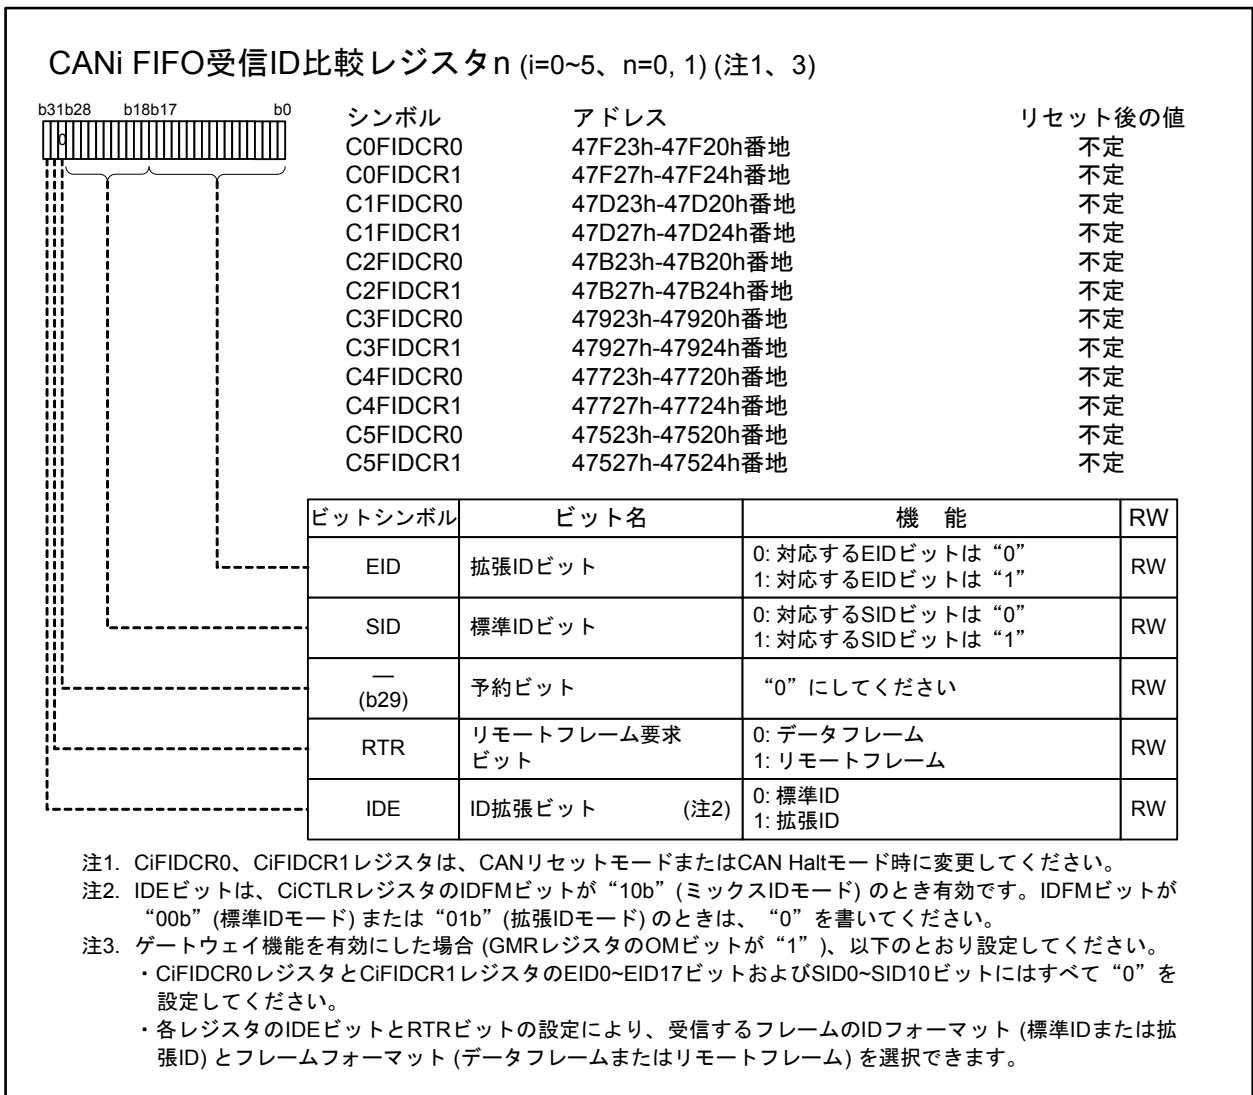 CANi FIFO受信ID比較レジスタn (i=0~5、n=0, 1) (注1、3)
b31b28 b18b17 b0
0
シンボル アドレス リセット後の値
C0FIDCR0 47F23h-47F20h番地 不定
C0FIDCR1 47F27h-47F24h番地 不定
C1FIDCR0 47D23h-47D20h番地 不定
C1FIDCR1 47D27h-47D24h番地 不定
C2FIDCR0 47B23h-47B20h番地 不定
C2FIDCR1 47B27h-47B24h番地 不定
C3FIDCR0 47923h-47920h番地 不定
C3FIDCR1 47927h-47924h番地 不定
C4FIDCR0 47723h-47720h番地 不定
C4FIDCR1 47727h-47724h番地 不定
C5FIDCR0 47523h-47520h番地 不定
C5FIDCR1 47527h-47524h番地 不定
ビットシンボル ビット名 機 能 RW
EID 拡張IDビット 0: 対応するEIDビットは“0” RW
1: 対応するEIDビットは“1”
SID 標準IDビット 0: 対応するSIDビットは“0” RW
1: 対応するSIDビットは“1”
—
(b29) 予約ビット “0”にしてください RW
RTR リモートフレーム要求 0: データフレーム RW
ビット 1: リモートフレーム
IDE ID拡張ビット (注2) 0: 標準ID RW
1: 拡張ID
注1. CiFIDCR0、CiFIDCR1レジスタは、CANリセットモードまたはCAN Haltモード時に変更してください。
注2. IDEビットは、CiCTLRレジスタのIDFMビットが“10b”(ミックスIDモード) のとき有効です。IDFMビットが
“00b”(標準IDモード) または“01b”(拡張IDモード) のときは、“0”を書いてください。
注3. ゲートウェイ機能を有効にした場合 (GMRレジスタのOMビットが“1”)、以下のとおり設定してください。
・CiFIDCR0レジスタとCiFIDCR1レジスタのEID0~EID17ビットおよびSID0~SID10ビットにはすべて“0”を
設定してください。
・各レジスタのIDEビットとRTRビットの設定により、受信するフレームのIDフォーマット (標準IDまたは拡
張ID) とフレームフォーマット (データフレームまたはリモートフレーム) を選択できます。